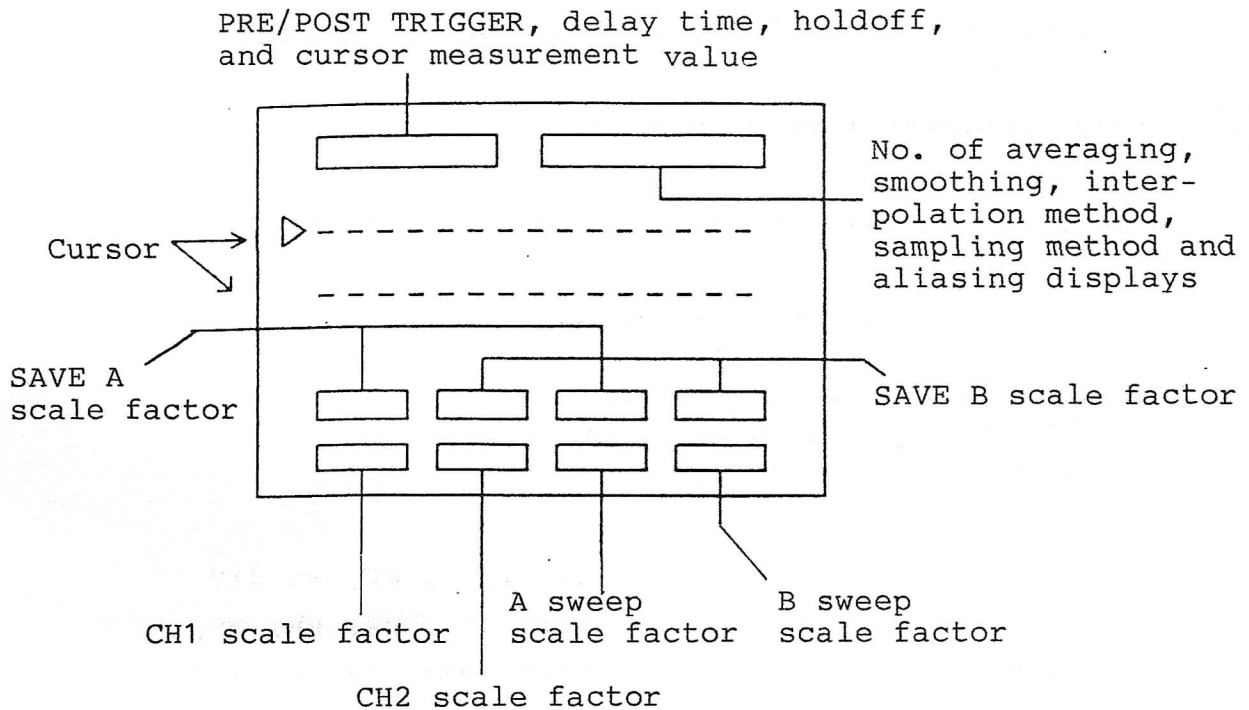 PRE/POST TRIGGER, delay time, holdoff,
and cursor measurement value
No. of averaging,
smoothing, inter-
polation method,
sampling method and
aliasing displays
Cursor
SAVE A
scale factor
SAVE B scale factor
A sweep
scale factor
B sweep
scale factor
CH1 scale factor
CH2 scale factor